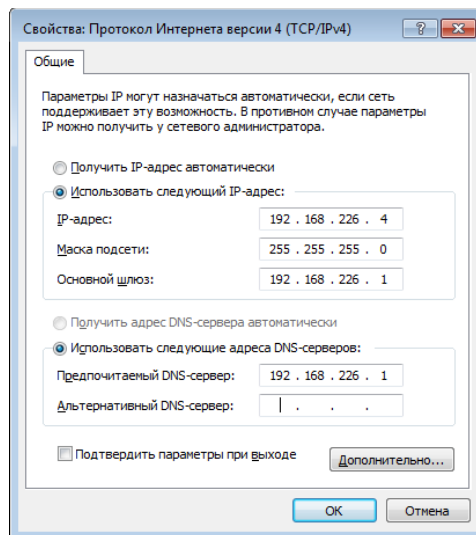 Свойства: Протокол Интернета версии 4 (TCP/IPv4)
Общие
Параметры IP могут назначаться автоматически, если сеть
поддерживает эту возможность. В противном случае параметры
IP можно получить у сетевого администратора.
Получить IP-адрес автоматически
Использовать следующий IP-адрес:
IP-адрес: 192 . 168 . 226 . 4
Маска подсети: 255 . 255 . 255 . 0
Основной шлюз: 192 . 168 . 226 . 1
Получить адрес DNS-сервера автоматически
Использовать следующие адреса DNS-серверов:
Предпочитаемый DNS-сервер: 192 . 168 . 226 . 1
Альтернативный DNS-сервер: . . .
Подтвердить параметры при выходе
Дополнительно...
OK Отмена